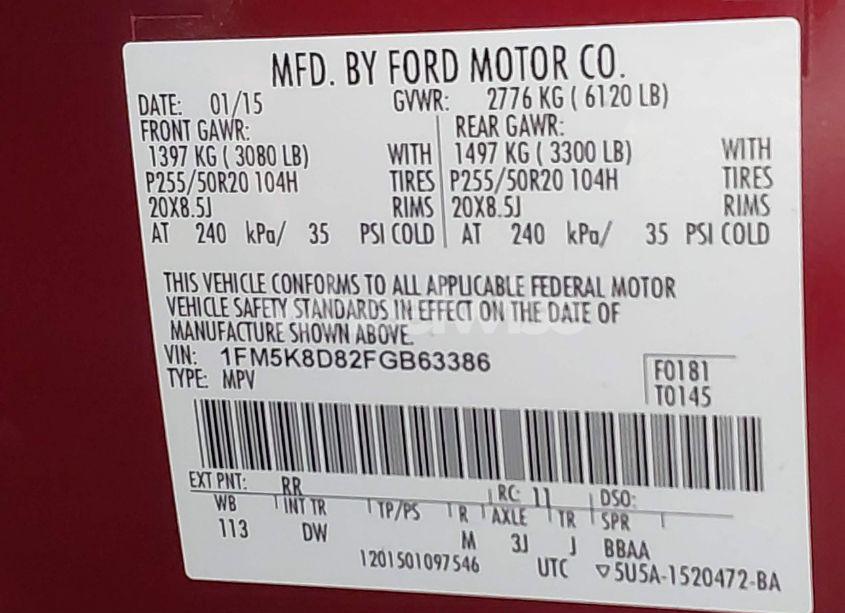 MFD. BY FORD MOTOR CO.
DATE: 01/15 GVWR: 2776 KG ( 6120 LB)
FRONT GAWR: REAR GAWR:
1397 KG ( 3080 LB) WITH 1497 KG ( 3300 LB) WITH
P255/50R20 104H TIRES P255/50R20 104H TIRES
20X8.5J RIMS 20X8.5J RIMS
AT 240 kPa/ 35 PSI COLD AT 240 kPa/ 35 PSI COLD
THIS VEHICLE CONFORMS TO ALL APPLICABLE FEDERAL MOTOR
VEHICLE SAFETY STANDARDS IN EFFECT ON THE DATE OF
MANUFACTURE SHOWN ABOVE.
VIN: 1FM5K8D82FGB63386 F0181
TYPE: MPV T0145
EXT PNT: RR RC: 11 DSO:
WB INT TR TP/PS R AXLE TR SPR
113 DW M 3J J BBAA
1201501097546 UTC ▽5U5A-1520472-BA